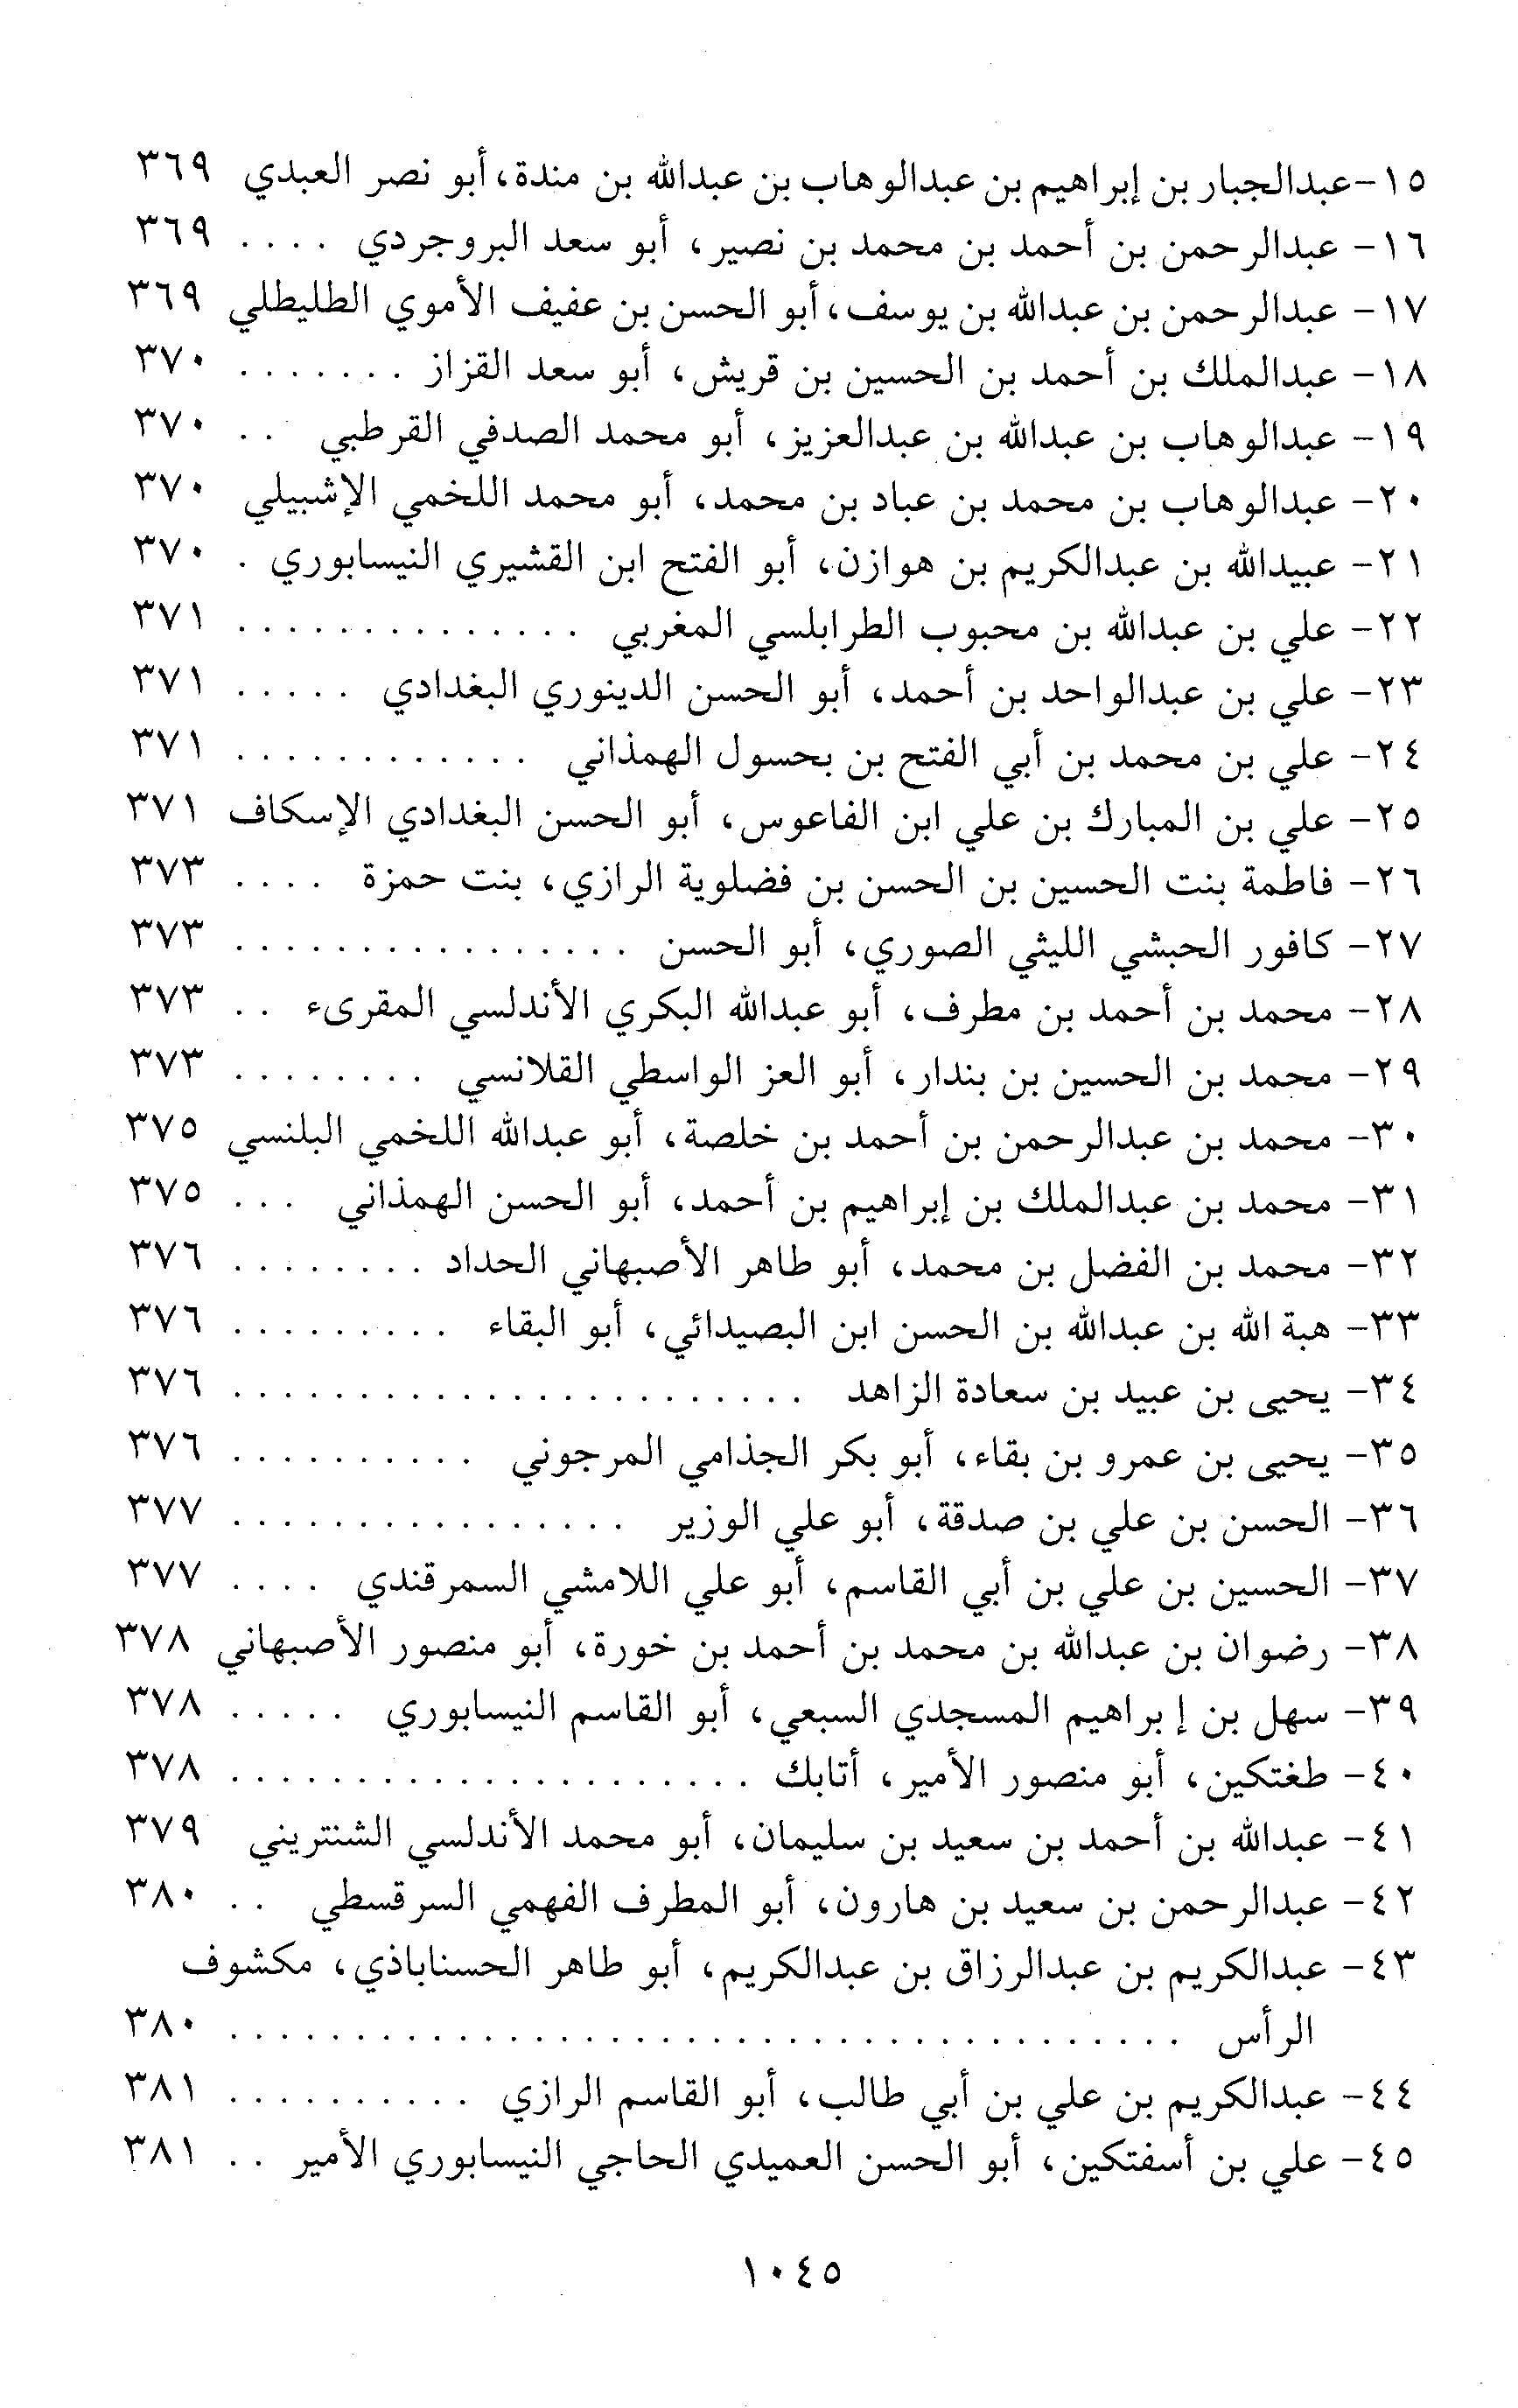 ١٥-عبدالجبار بن إبراهيم بن عبدالوهاب بن عبدالله بن مندة، أبو نصر العبدي ٣٦٩
١٦- عبدالرحمن بن أحمد بن محمد بن نصير، أبو سعد البروجردي . . . . ٣٦٩
١٧- عبدالرحمن بن عبدالله بن يوسف، أبو الحسن بن عفيف الأموي الطليطلي ٣٦٩
١٨- عبدالملك بن أحمد بن الحسين بن قريش، أبو سعد القزاز . . . . . . . ٣٧٠
١٩- عبدالوهاب بن عبدالله بن عبدالعزيز، أبو محمد الصدفي القرطبي . . ٣٧٠
٢٠- عبدالوهاب بن محمد بن عباد بن محمد، أبو محمد اللخمي الإشبيلي ٣٧٠
٢١- عبيدالله بن عبدالكريم بن هوازن، أبو الفتح ابن القشيري النيسابوري . ٣٧٠
٢٢- علي بن عبدالله بن محبوب الطرابلسي المغربي . . . . . . . . . . . . . . ٣٧١
٢٣- علي بن عبدالواحد بن أحمد، أبو الحسن الدينوري البغدادي . . . . . ٣٧١
٢٤- علي بن محمد بن أبي الفتح بن بحسول الهمذاني . . . . . . . . . . . . ٣٧١
٢٥- علي بن المبارك بن علي ابن الفاعوس، أبو الحسن البغدادي الإسكاف ٣٧١
٢٦- فاطمة بنت الحسين بن الحسن بن فضلوية الرازي، بنت حمزة . . . . ٣٧٣
٢٧- كافور الحبشي الليثي الصوري، أبو الحسن . . . . . . . . . . . . . . . . ٣٧٣
٢٨- محمد بن أحمد بن مطرف، أبو عبدالله البكري الأندلسي المقرىء . . ٣٧٣
٢٩- محمد بن الحسين بن بندار، أبو العز الواسطي القلانسي . . . . . . . . ٣٧٣
٣٠- محمد بن عبدالرحمن بن أحمد بن خلصة، أبو عبدالله اللخمي البلنسي ٣٧٥
٣١- محمد بن عبدالملك بن إبراهيم بن أحمد، أبو الحسن الهمذاني . . . ٣٧٥
٣٢- محمد بن الفضل بن محمد، أبو طاهر الأصبهاني الحداد . . . . . . . . ٣٧٦
٣٣- هبة الله بن عبدالله بن الحسن ابن البصيدائي، أبو البقاء . . . . . . . . . ٣٧٦
٣٤- يحيى بن عبيد بن سعادة الزاهد . . . . . . . . . . . . . . . . . . . . . . . ٣٧٦
٣٥- يحيى بن عمرو بن بقاء، أبو بكر الجذامي المرجوني . . . . . . . . . . ٣٧٦
٣٦- الحسن بن علي بن صدقة، أبو علي الوزير . . . . . . . . . . . . . . . . ٣٧٧
٣٧- الحسين بن علي بن أبي القاسم، أبو علي اللامشي السمرقندي . . . . ٣٧٧
٣٨- رضوان بن عبدالله بن محمد بن أحمد بن خورة، أبو منصور الأصبهاني ٣٧٨
٣٩- سهل بن إبراهيم المسجدي السبعي، أبو القاسم النيسابوري . . . . . ٣٧٨
٤٠- طغتكين، أبو منصور الأمير، أتابك . . . . . . . . . . . . . . . . . . . . . ٣٧٨
٤١- عبدالله بن أحمد بن سعيد بن سليمان، أبو محمد الأندلسي الشنتريني ٣٧٩
٤٢- عبدالرحمن بن سعيد بن هارون، أبو المطرف الفهمي السرقسطي . . ٣٨٠
٤٣- عبدالكريم بن عبدالرزاق بن عبدالكريم، أبو طاهر الحسناباذي، مكشوف
الرأس . . . . . . . . . . . . . . . . . . . . . . . . . . . . . . . . . . . . . . ٣٨٠
٤٤- عبدالكريم بن علي بن أبي طالب، أبو القاسم الرازي . . . . . . . . . . ٣٨١
٤٥- علي بن أسفتكين، أبو الحسن العميدي الحاجي النيسابوري الأمير . . ٣٨١
١٠٤٥